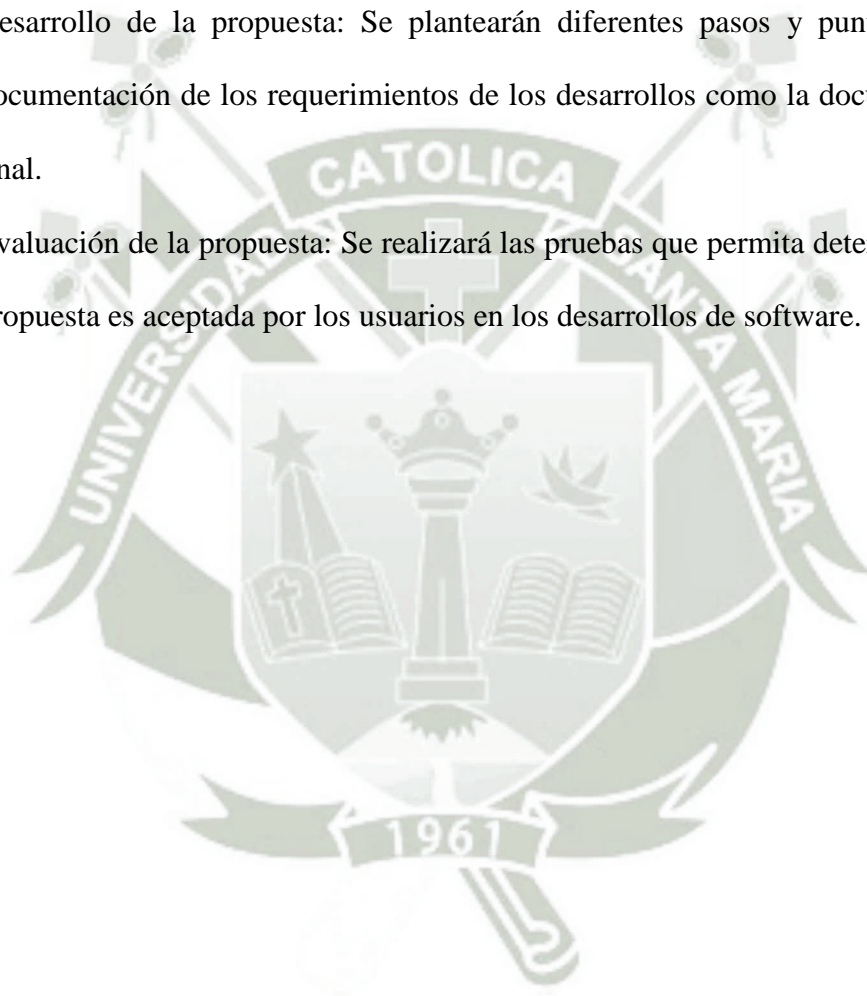 esarrollo de la propuesta: Se plantearán diferentes pasos y pun
ocumentación de los requerimientos de los desarrollos como la doc
nal.
valuación de la propuesta: Se realizará las pruebas que permita dete
ropuesta es aceptada por los usuarios en los desarrollos de software.
UNIVERSIDAD CATOLICA SANTA MARIA
1961